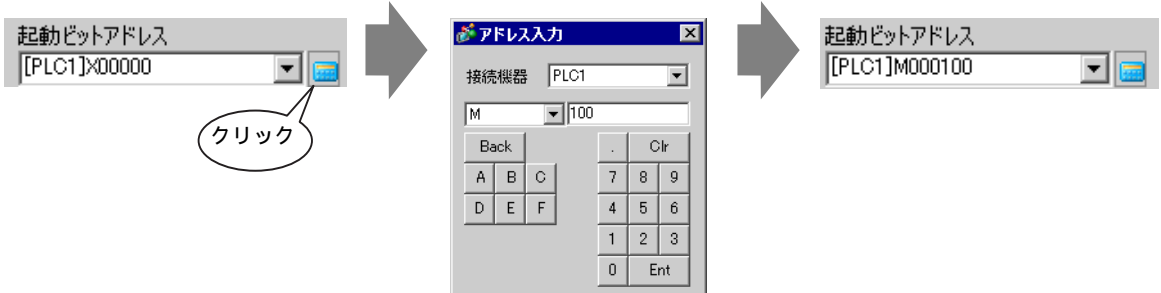 起動ビットアドレス
[PLC1]X00000
クリック
アドレス入力
接続機器 PLC1
M 100
Back . Clr
A B C 7 8 9
D E F 4 5 6
1 2 3
0 Ent
起動ビットアドレス
[PLC1]M000100